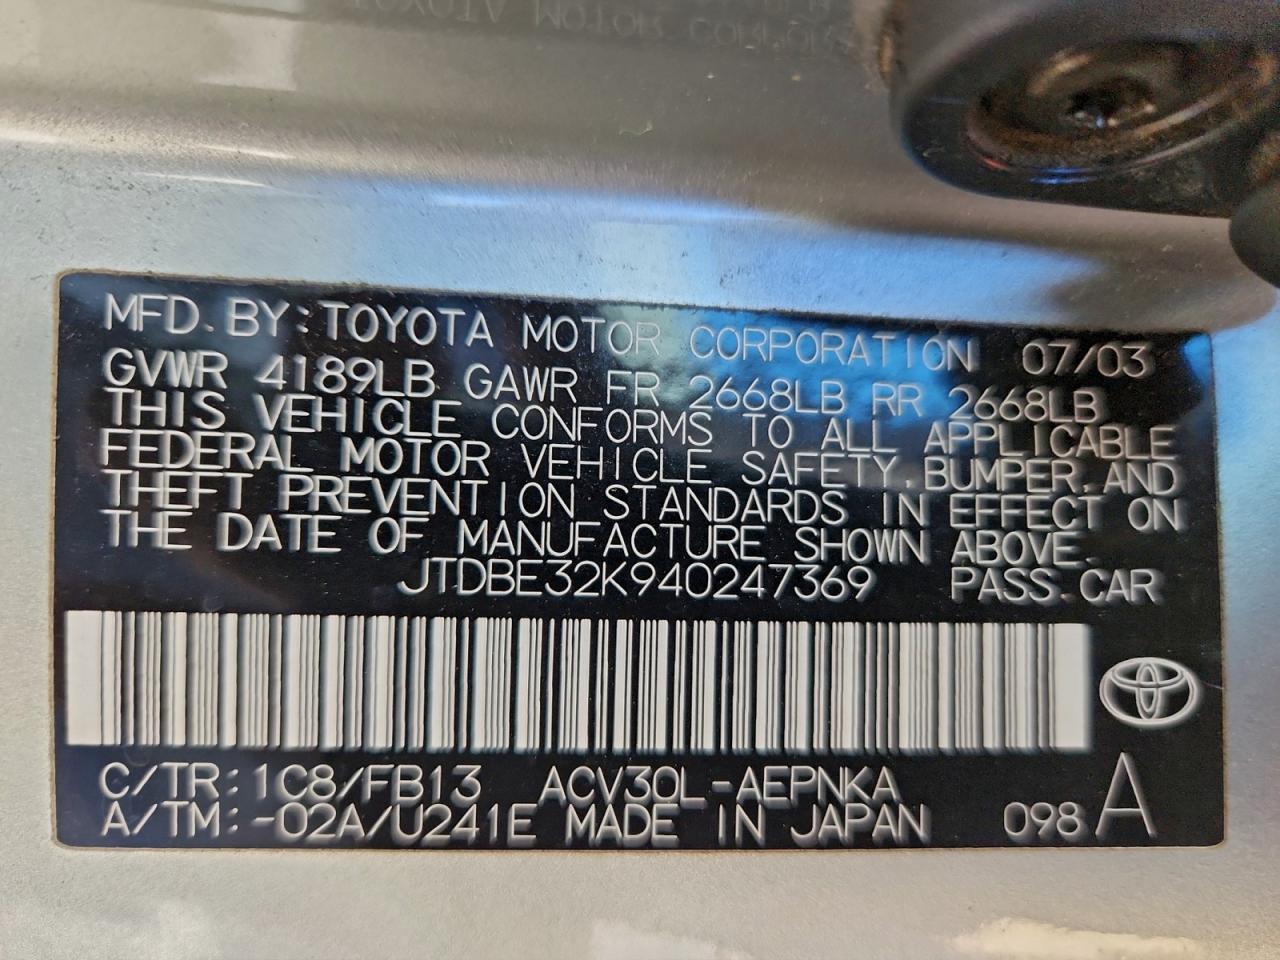 MFD. BY: TOYOTA MOTOR CORPORATION 07/03
GVWR 4189LB GAWR FR 2668LB RR 2668LB
THIS VEHICLE CONFORMS TO ALL APPLICABLE
FEDERAL MOTOR VEHICLE SAFETY, BUMPER, AND
THEFT PREVENTION STANDARDS IN EFFECT ON
THE DATE OF MANUFACTURE SHOWN ABOVE.
JTDBE32K940247369 PASS. CAR
C/TR: 1C8/FB13 ACV30L-AEPNKA
A/TM: -02A/U241E MADE IN JAPAN 098 A